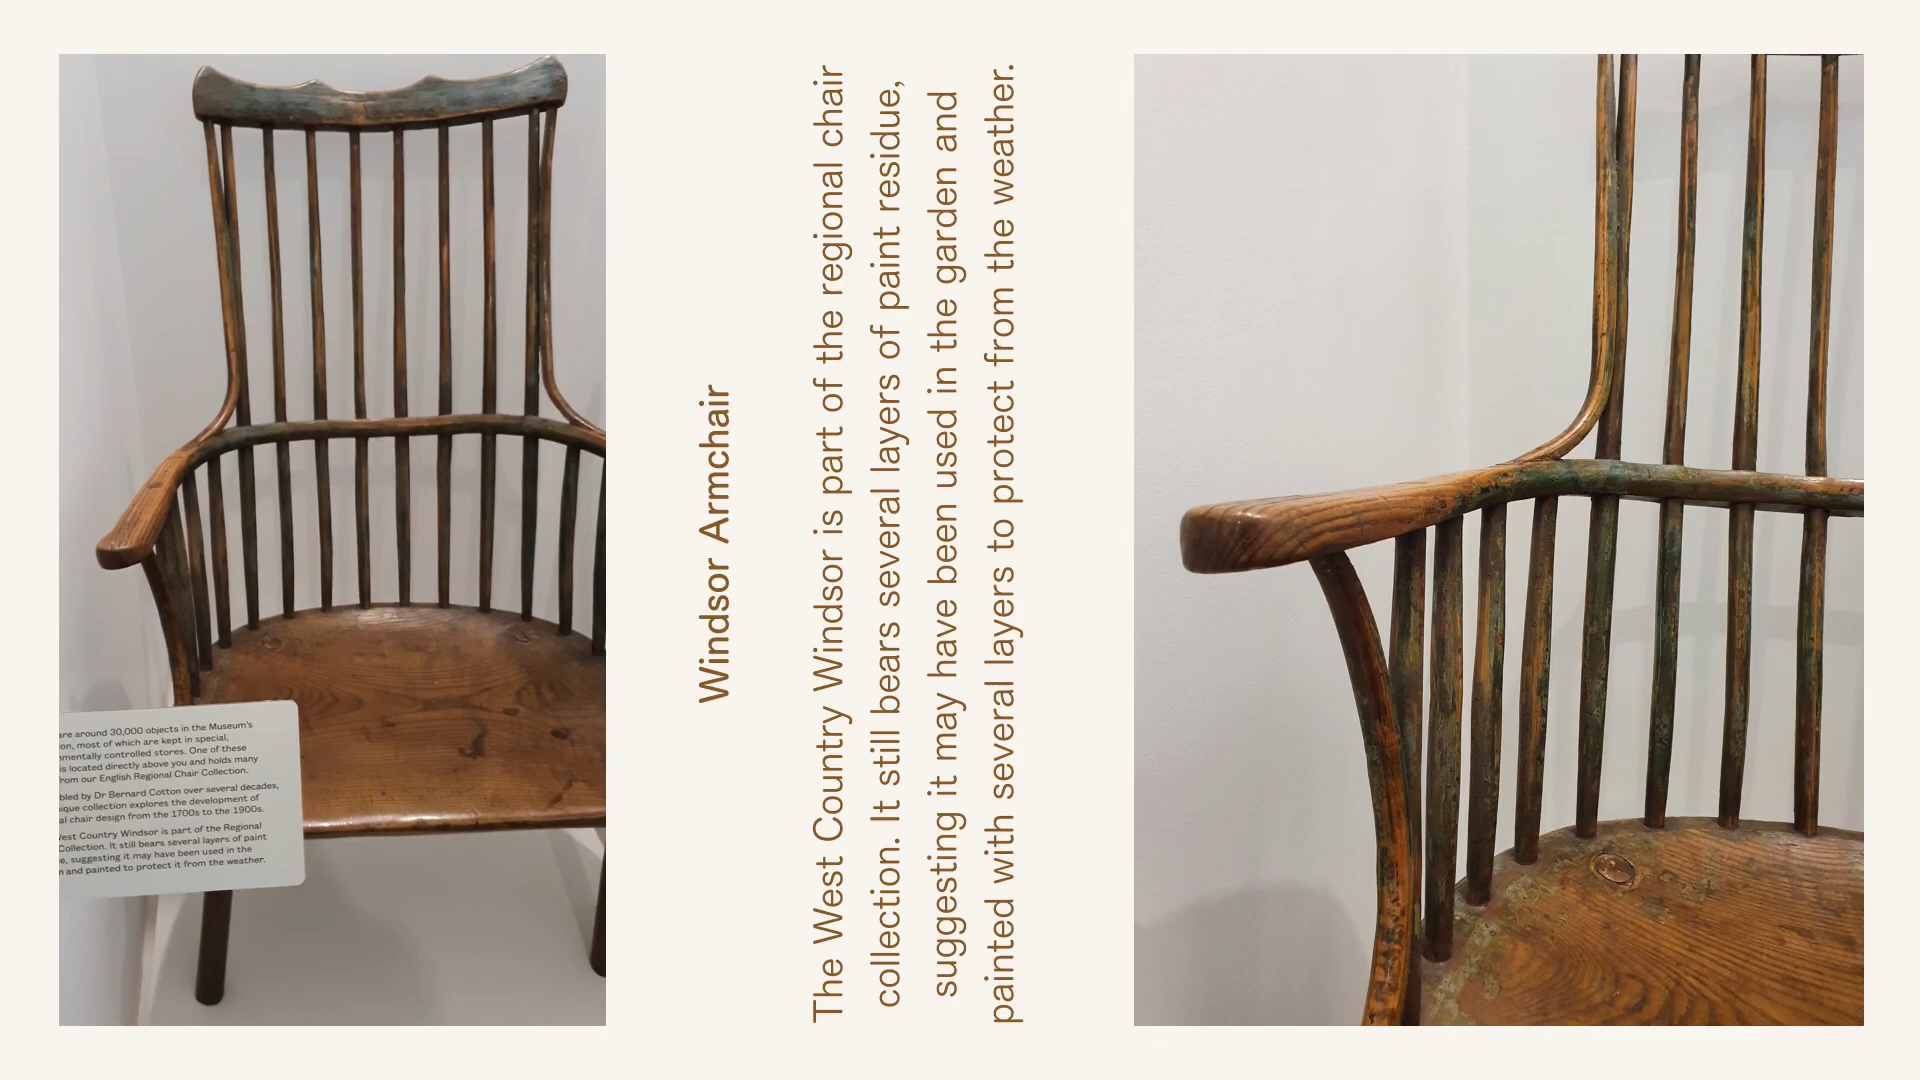 Windsor Armchair
The West Country Windsor is part of the regional chair
collection. It still bears several layers of paint residue,
suggesting it may have been used in the garden and
painted with several layers to protect from the weather.
are around 30,000 objects in the Museum's
on, most of which are kept in special,
nmentally controlled stores. One of these
is located directly above you and holds many
from our English Regional Chair Collection.
bled by Dr Bernard Cotton over several decades,
ique collection explores the development of
al chair design from the 1700s to the 1900s.
West Country Windsor is part of the Regional
Collection. It still bears several layers of paint
e, suggesting it may have been used in the
n and painted to protect it from the weather.